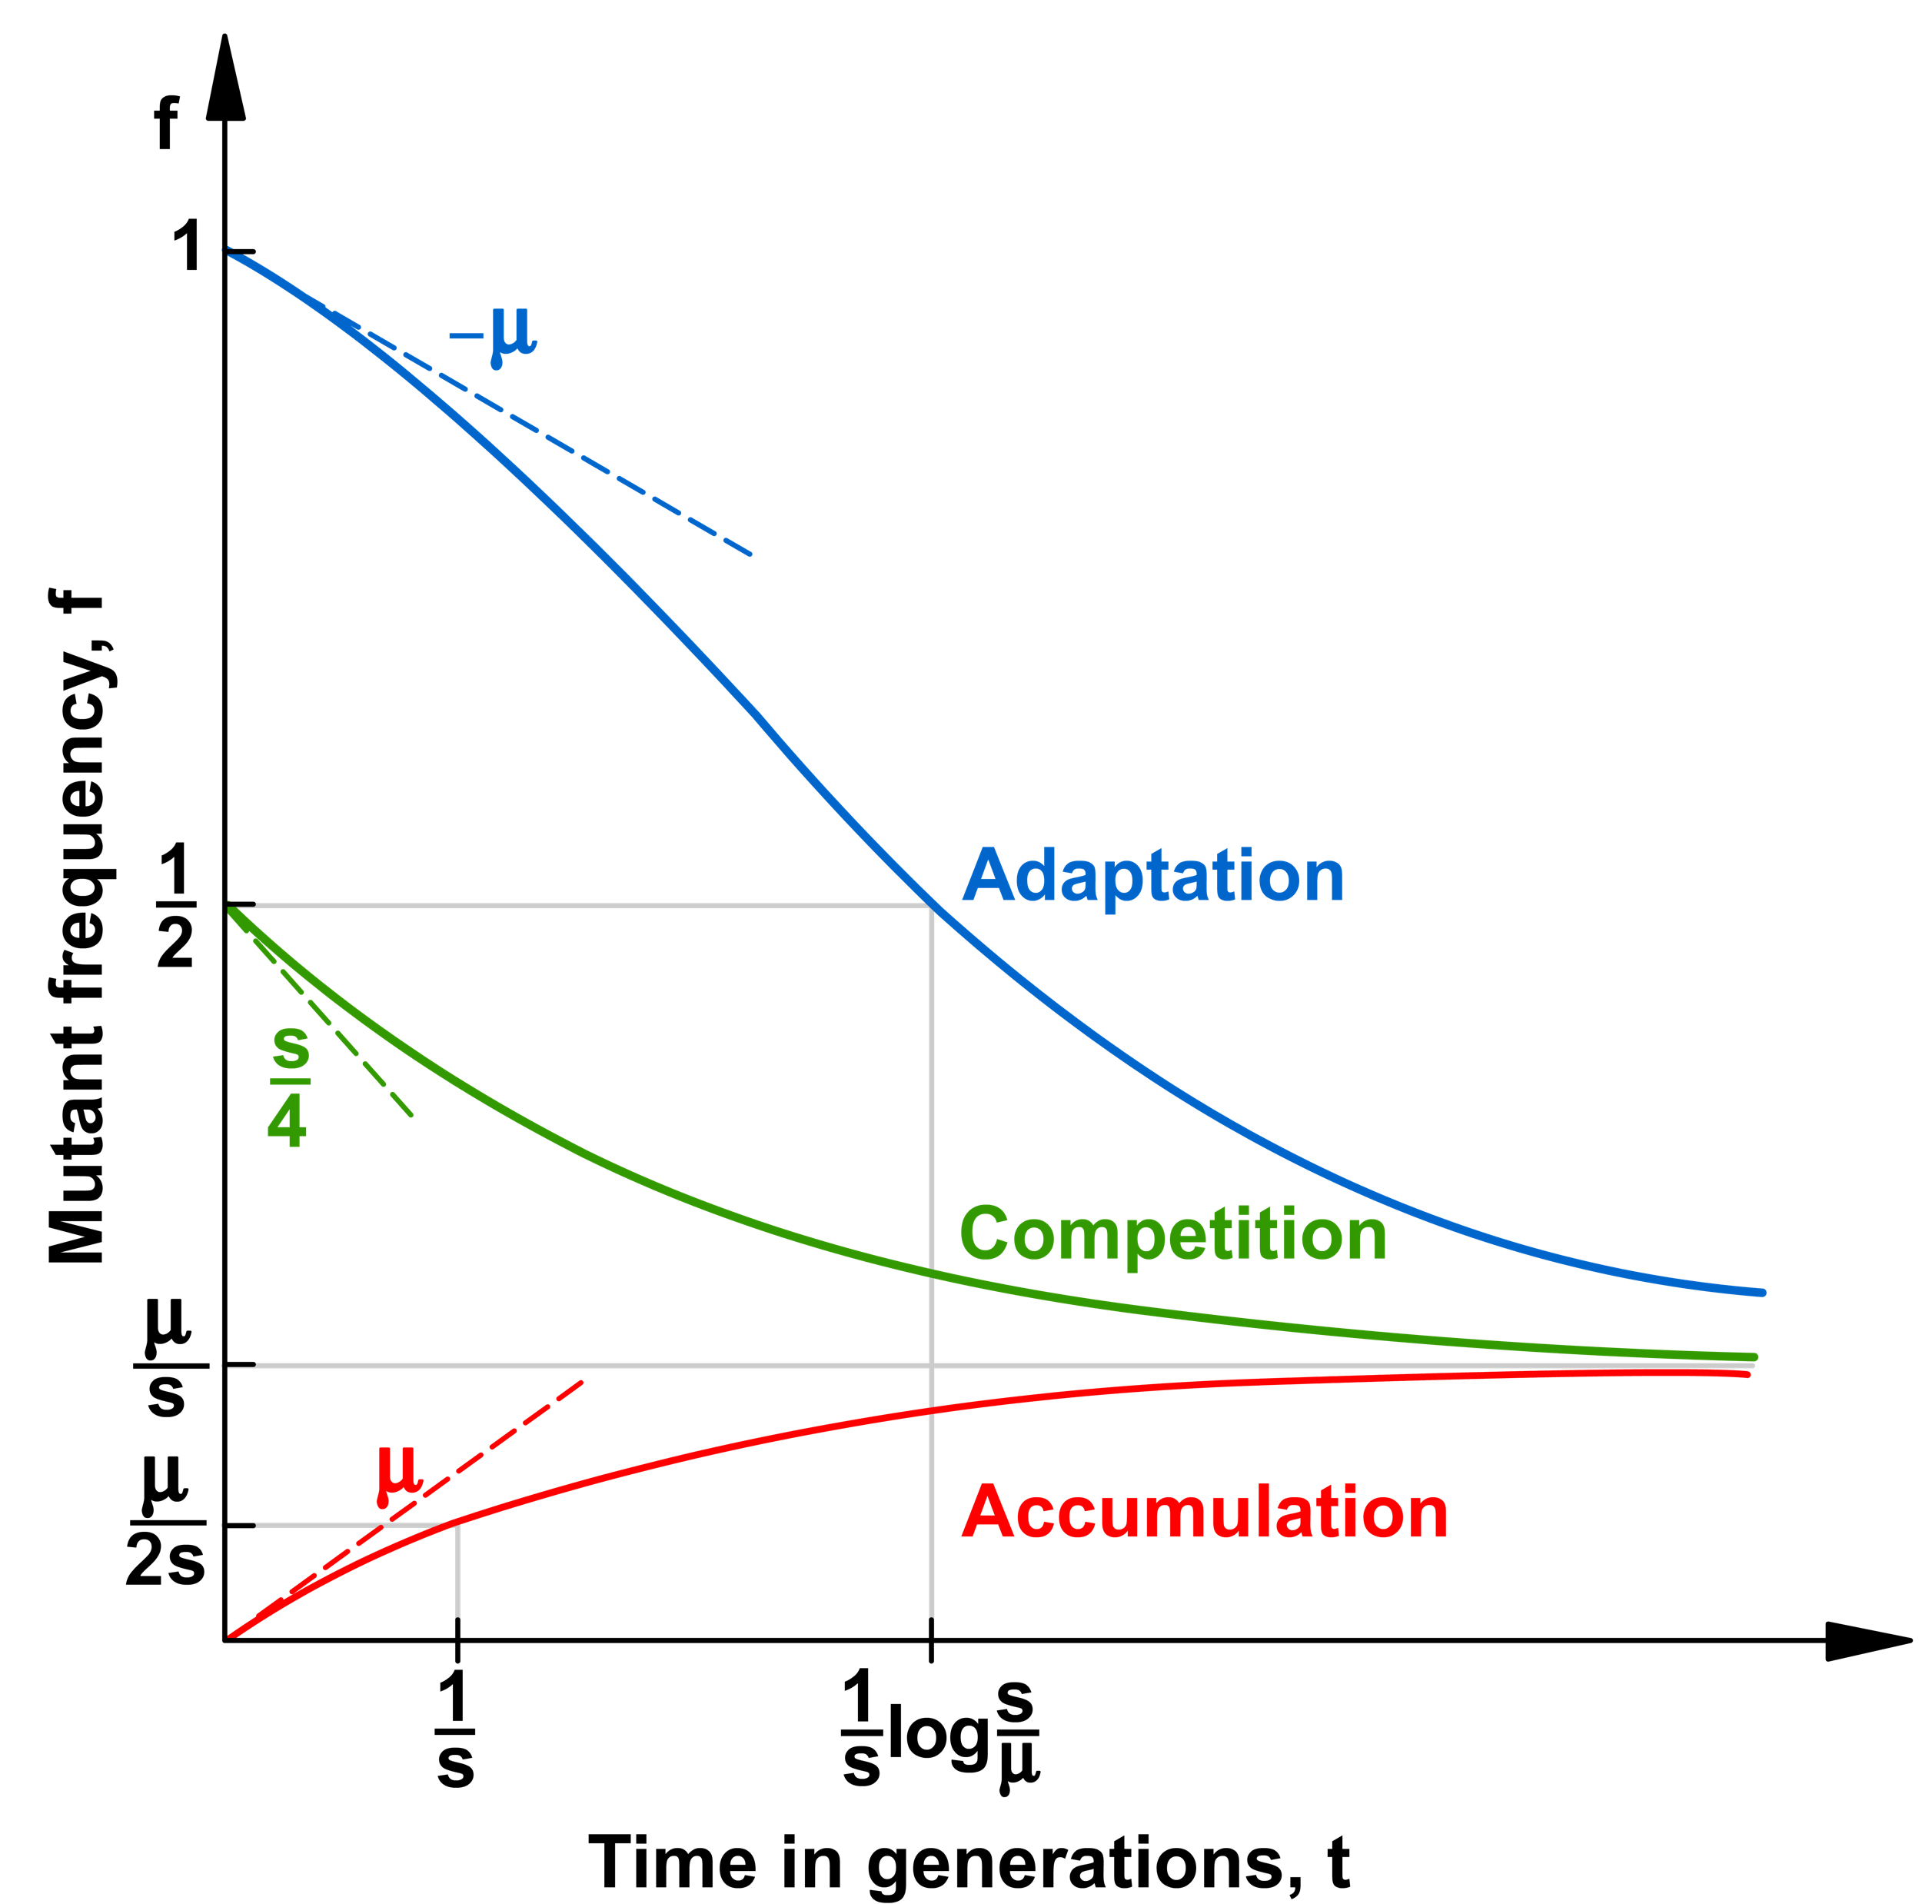 f
1
−μ
Mutant frequency, f
1
2
Adaptation
s
4
Competition
μ
s
μ
μ
2s
Accumulation
1
s
1
s
log
s
μ
Time in generations, t